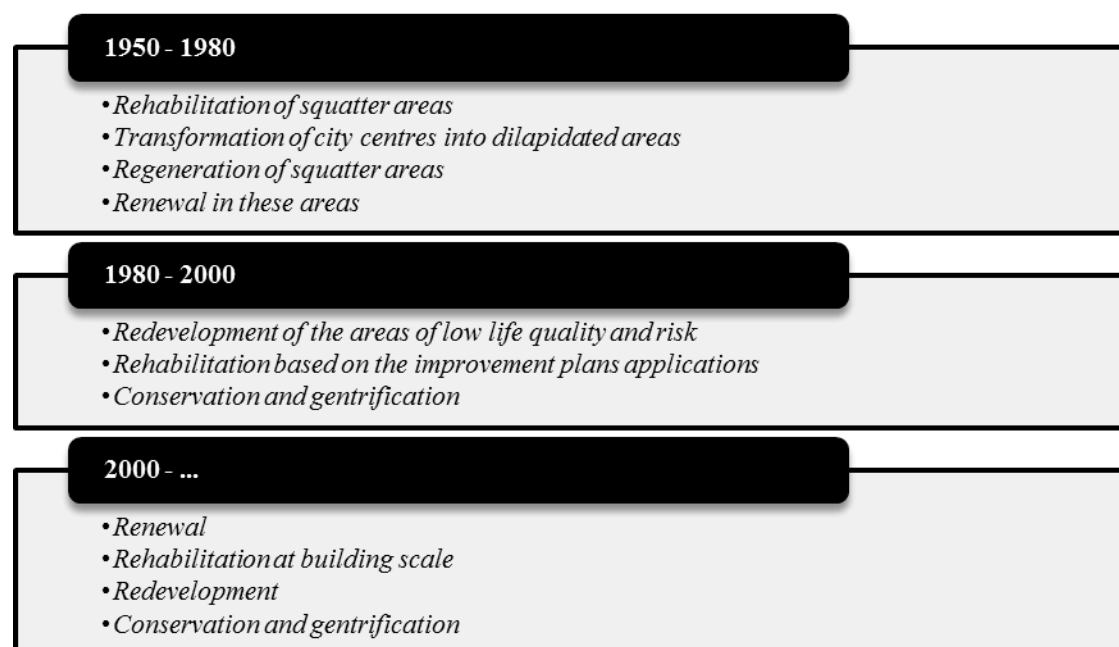 1950 - 1980
•Rehabilitation of squatter areas
•Transformation of city centres into dilapidated areas
•Regeneration of squatter areas
•Renewal in these areas
1980 - 2000
•Redevelopment of the areas of low life quality and risk
•Rehabilitation based on the improvement plans applications
•Conservation and gentrification
2000 - ...
•Renewal
•Rehabilitation at building scale
•Redevelopment
•Conservation and gentrification